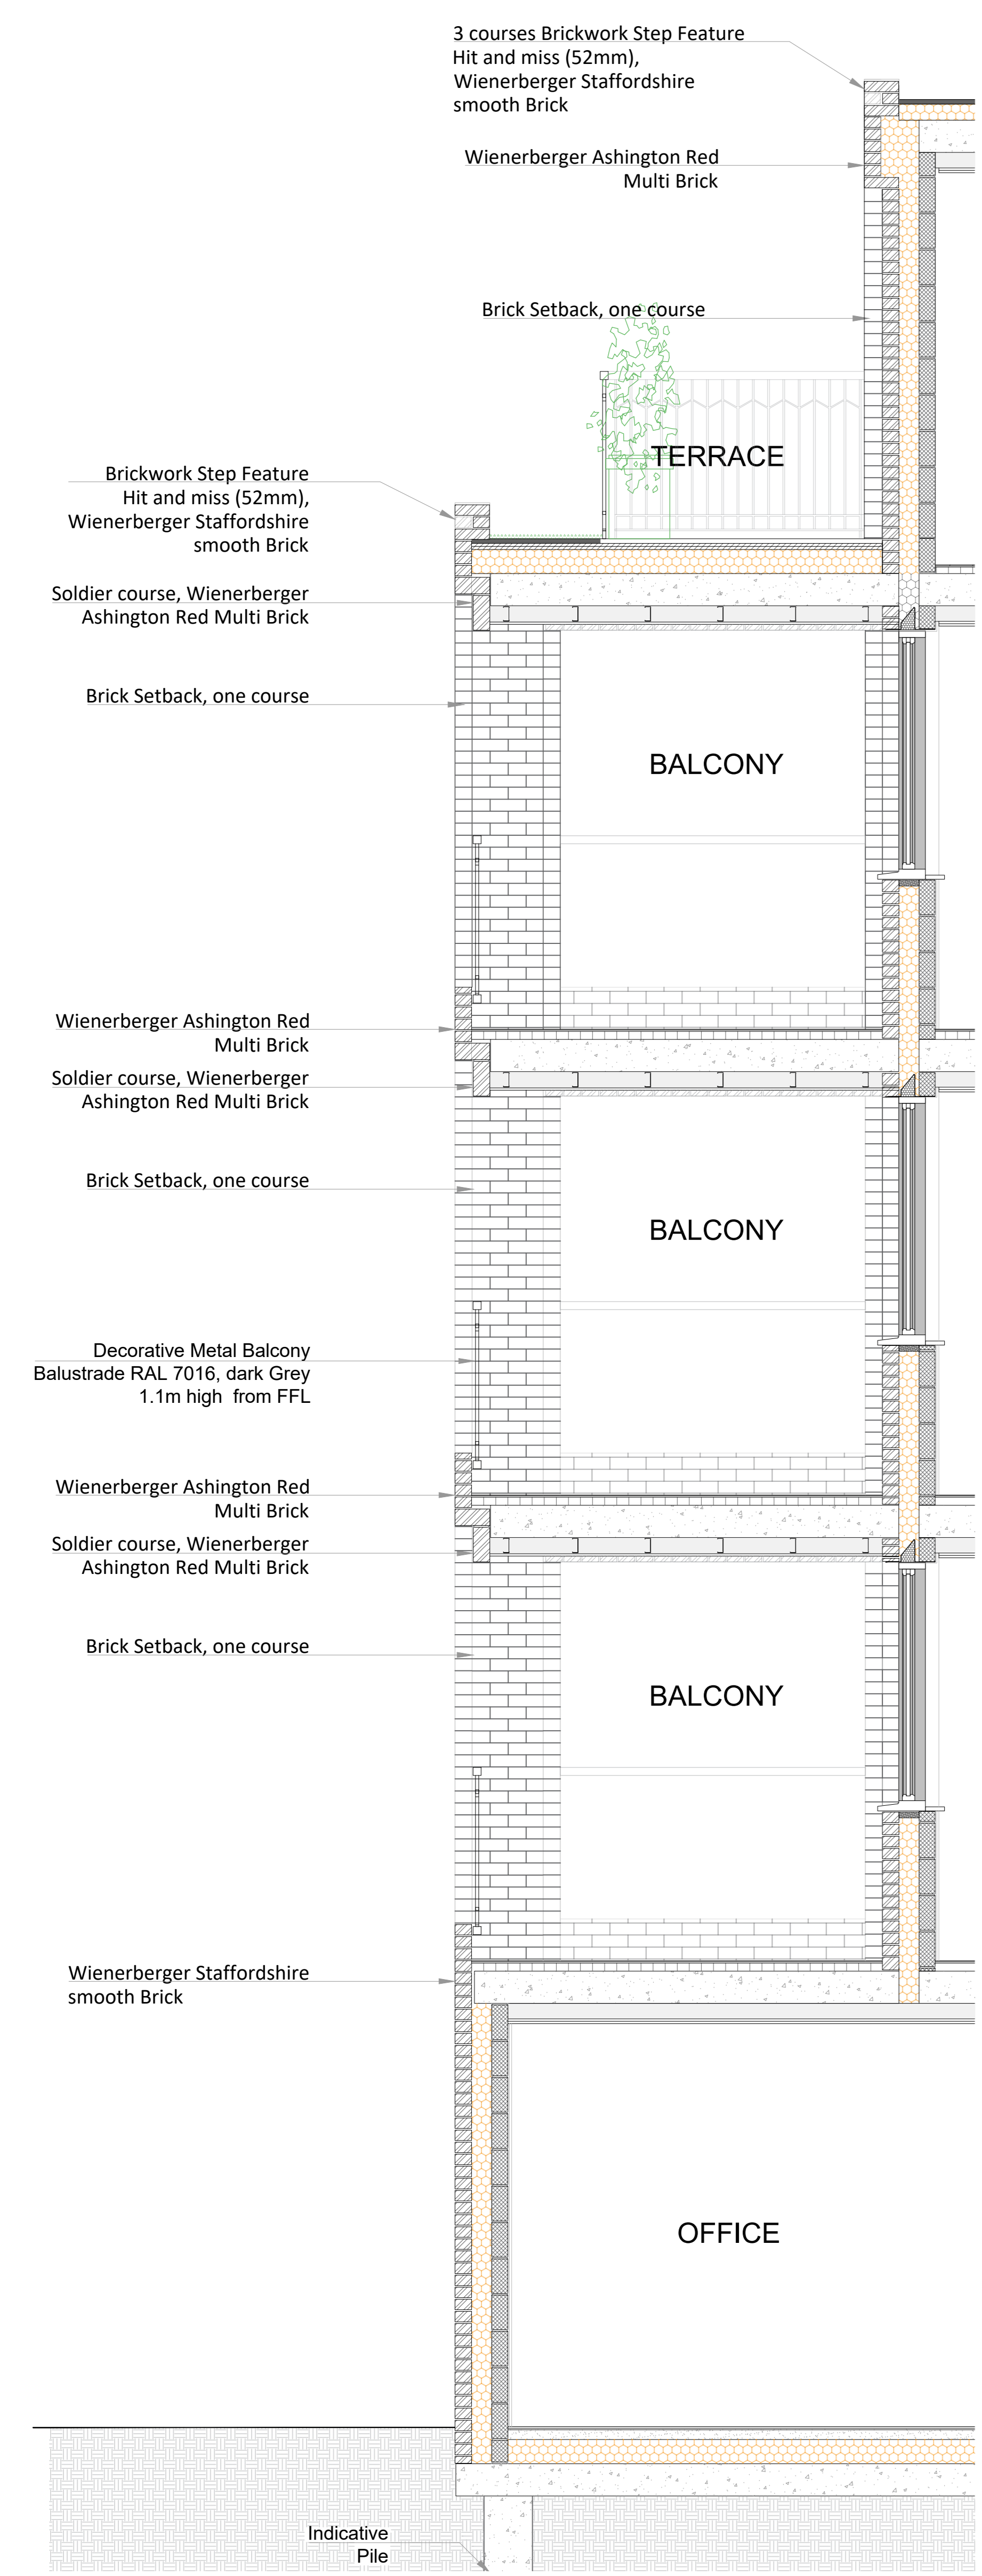 3 courses Brickwork Step Feature
Hit and miss (52mm),
Wienerberger Staffordshire
smooth Brick
Wienerberger Ashington Red
Multi Brick
Brick Setback, one course
TERRACE
Brickwork Step Feature
Hit and miss (52mm),
Wienerberger Staffordshire
smooth Brick
Soldier course, Wienerberger
Ashington Red Multi Brick
Brick Setback, one course
BALCONY
Wienerberger Ashington Red
Multi Brick
Soldier course, Wienerberger
Ashington Red Multi Brick
Brick Setback, one course
BALCONY
Decorative Metal Balcony
Balustrade RAL 7016, dark Grey
1.1m high from FFL
Wienerberger Ashington Red
Multi Brick
Soldier course, Wienerberger
Ashington Red Multi Brick
Brick Setback, one course
BALCONY
Wienerberger Staffordshire
smooth Brick
OFFICE
Indicative
Pile